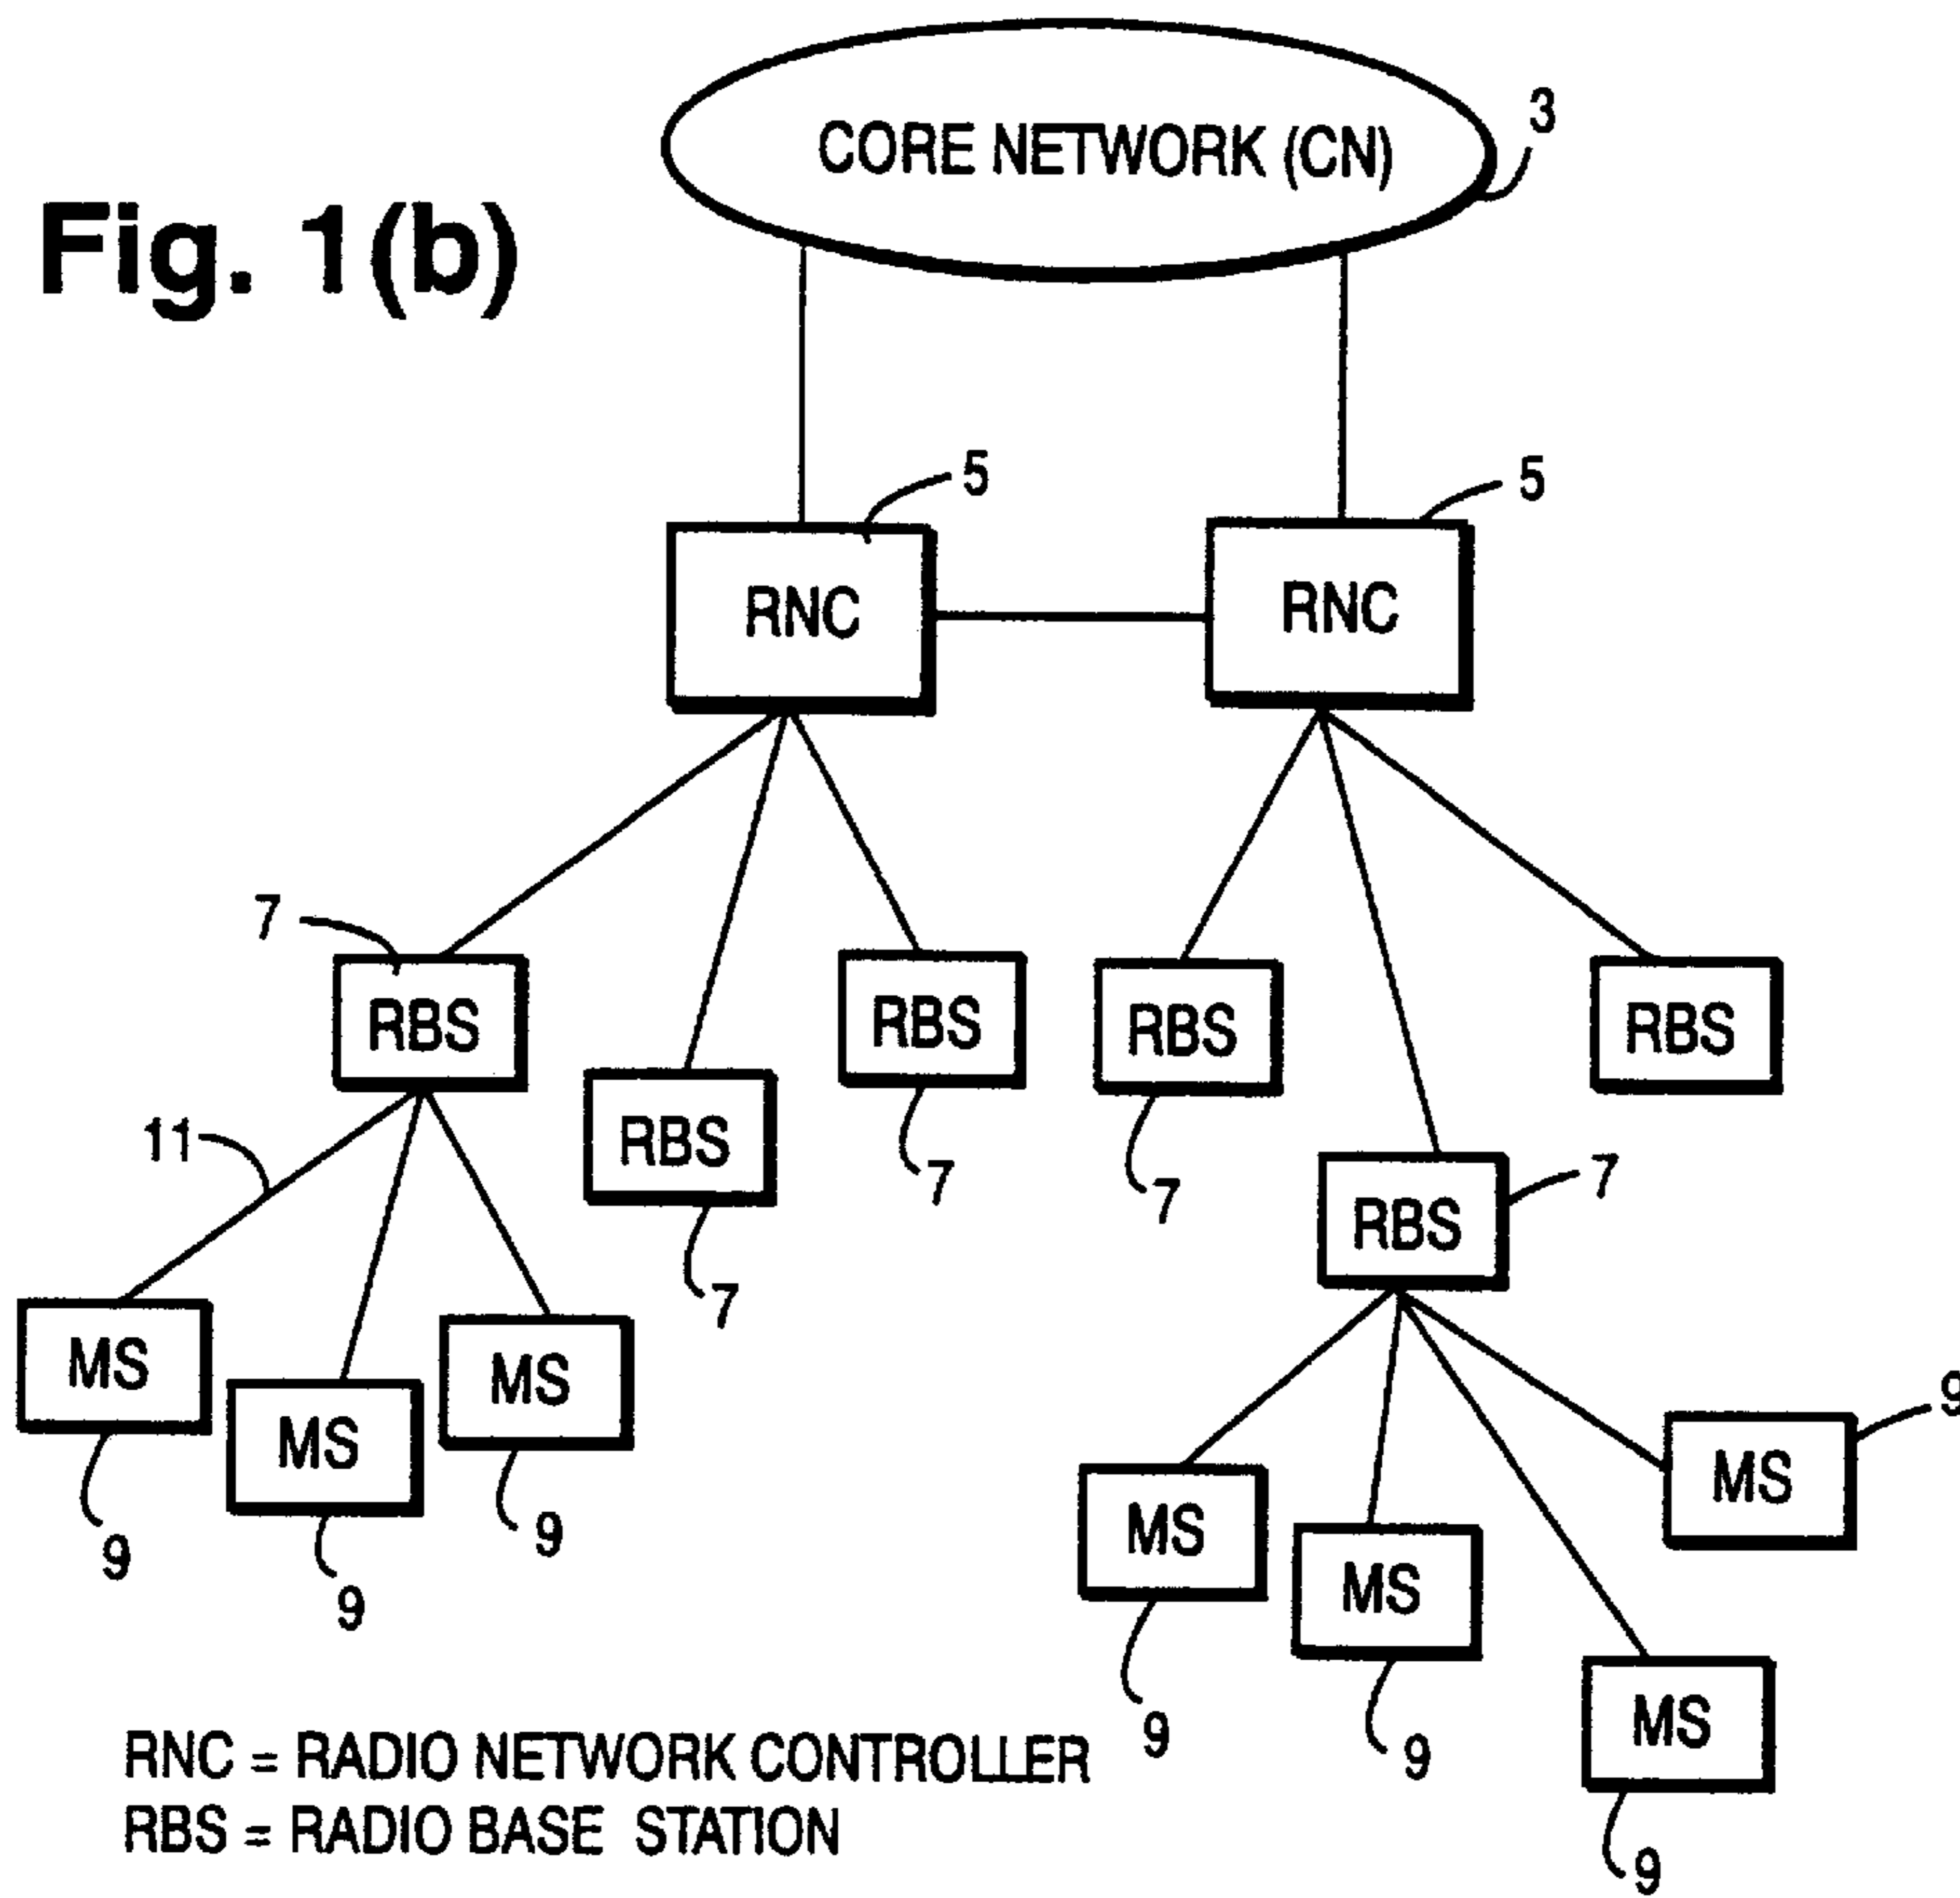 CORE NETWORK (CN)
3
Fig. 1(b)
5
5
RNC
RNC
7
RBS
RBS
RBS
RBS
11
RBS
7
7
7
RBS
7
MS
MS
MS
7
9
MS
MS
9
9
9
MS
MS
9
9
MS
RNC = RADIO NETWORK CONTROLLER
RBS = RADIO BASE STATION
9